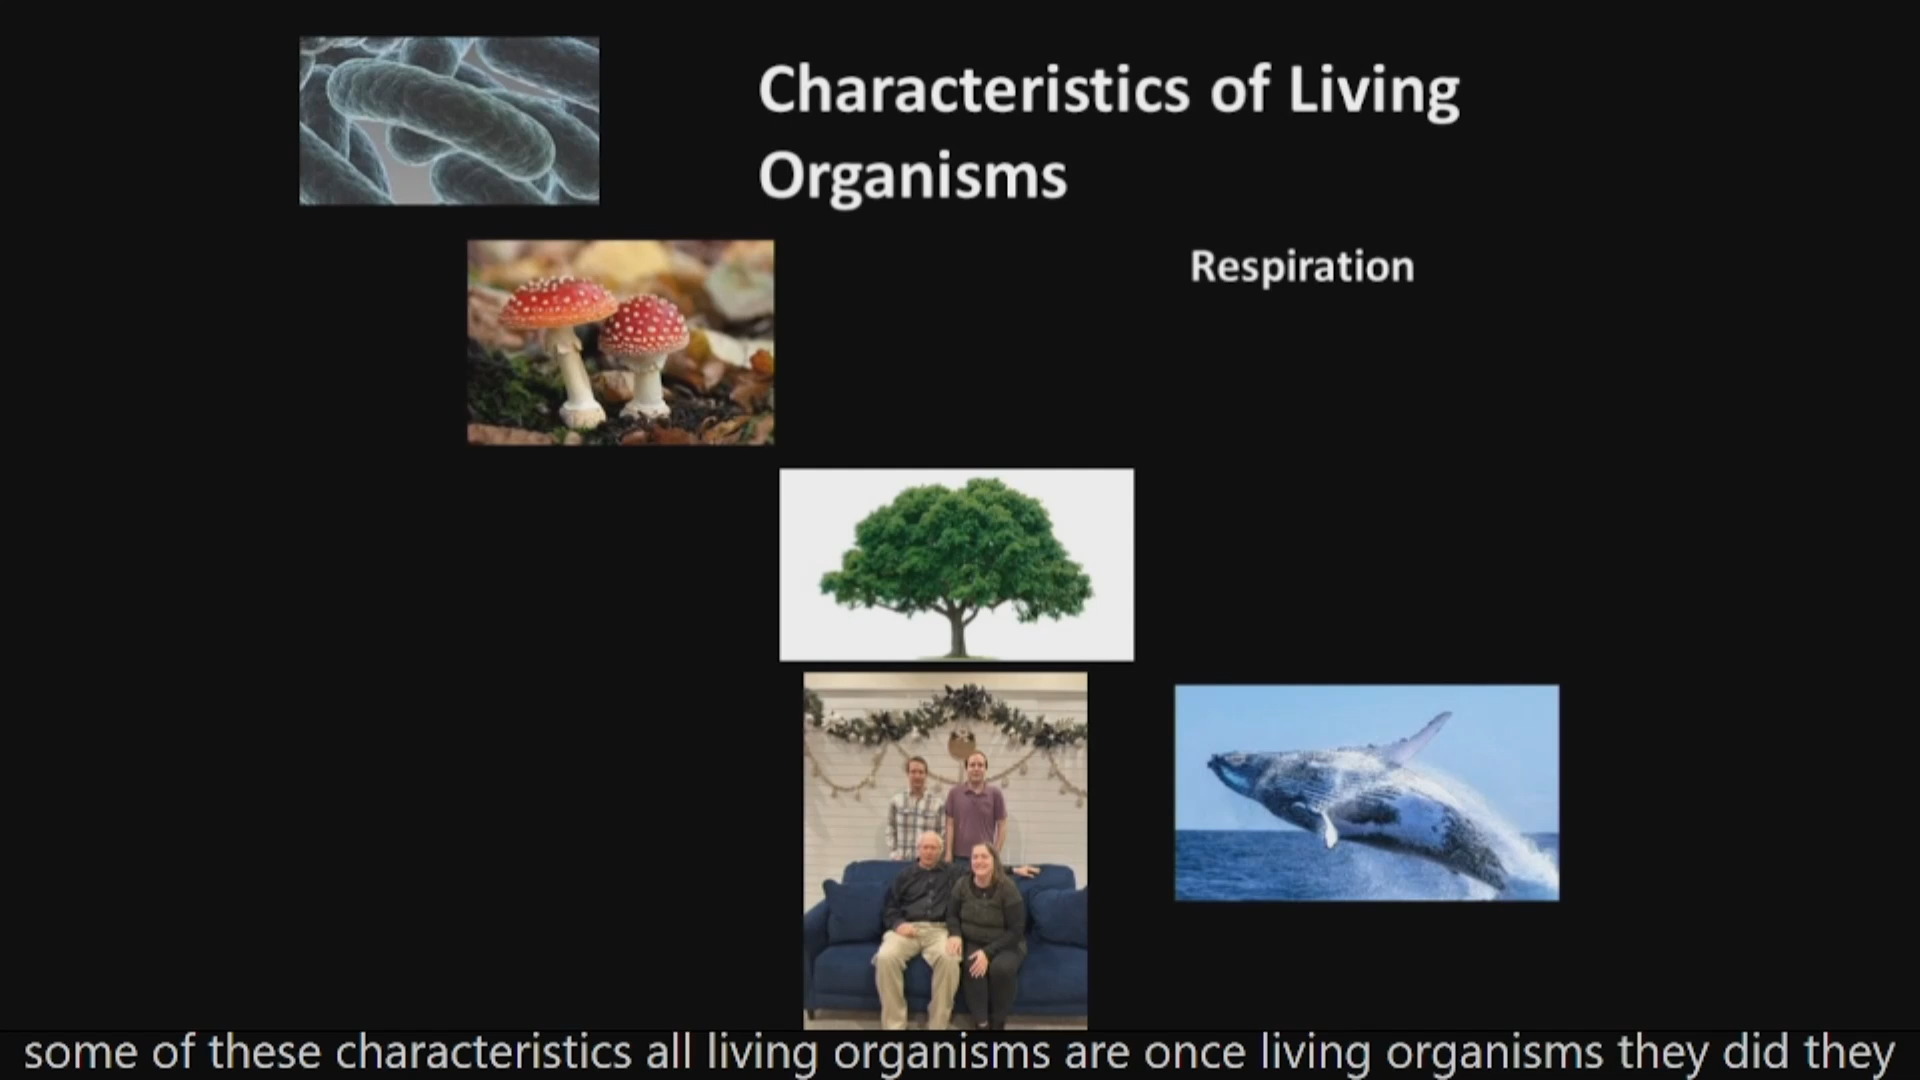 Characteristics of Living
Organisms
Respiration
some of these characteristics all living organisms are once living organisms they did they